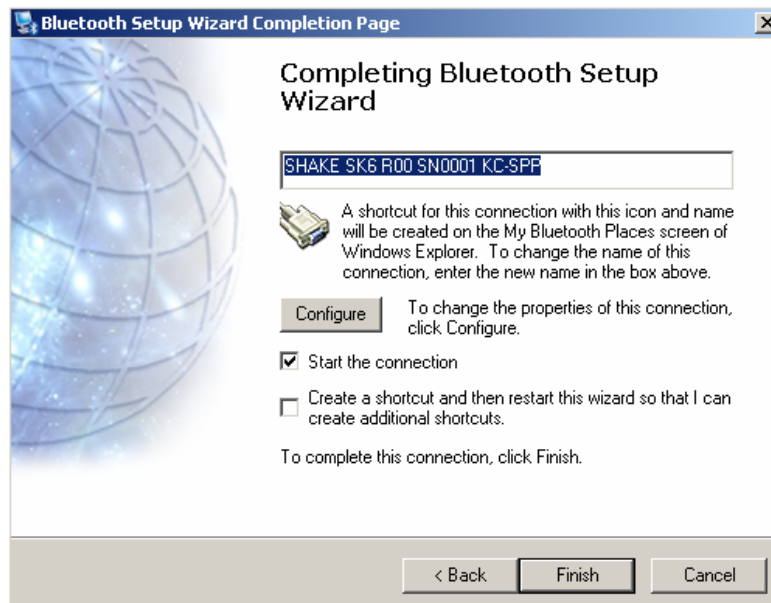 Bluetooth Setup Wizard Completion Page
Completing Bluetooth Setup
Wizard
SHAKE SK6 R00 SN0001 KC-SPP
A shortcut for this connection with this icon and name
will be created on the My Bluetooth Places screen of
Windows Explorer. To change the name of this
connection, enter the new name in the box above.
Configure
To change the properties of this connection,
click Configure.
Start the connection
Create a shortcut and then restart this wizard so that I can
create additional shortcuts.
To complete this connection, click Finish.
< Back
Finish
Cancel